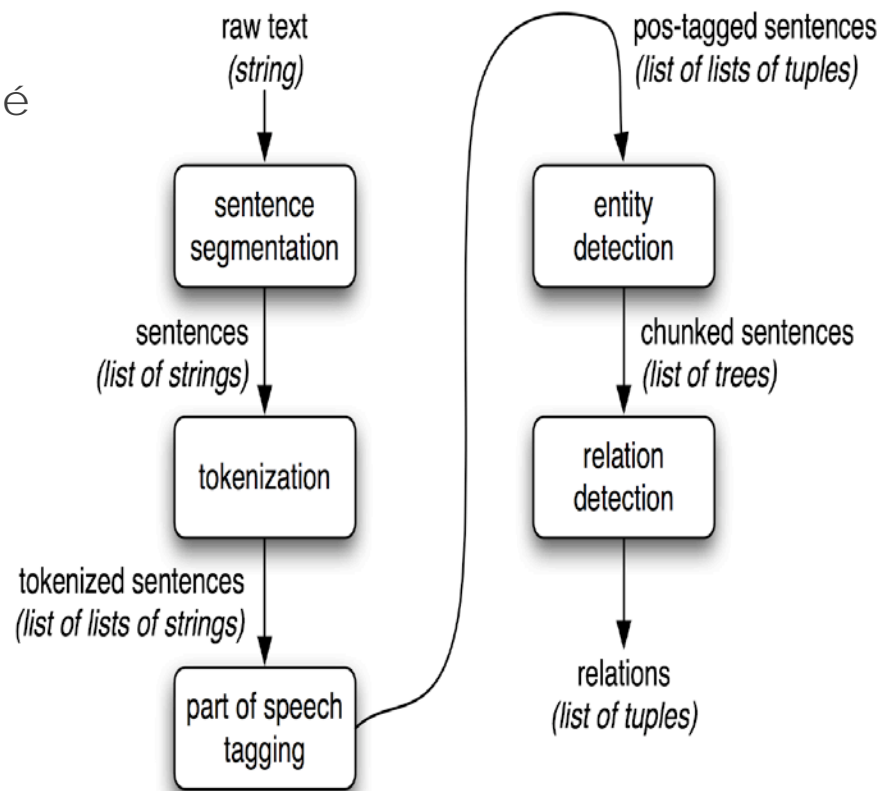 é
raw text
(string)
sentence
segmentation
sentences
(list of strings)
tokenization
tokenized sentences
(list of lists of strings)
part of speech
tagging
pos-tagged sentences
(list of lists of tuples)
entity
detection
chunked sentences
(list of trees)
relation
detection
relations
(list of tuples)